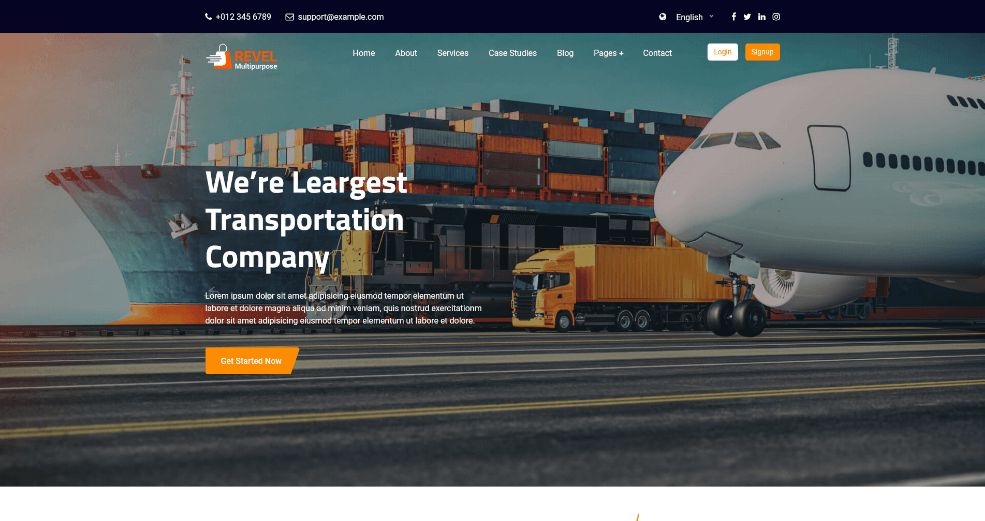 +012 345 6789 support@example.com English
REVEL
Multipurpose
Home About Services Case Studies Blog Pages + Contact Login Signup
We're Leargest
Transportation
Company
Lorem ipsum dolor sit amet adipisicing eiusmod tempor elementum ut
labore et dolore magna aliqua ad minim veniam, quis nostrud exercitationm
dolor sit amet adipisicing eiusmod tempor elementum ut labore et dolore.
Get Started Now